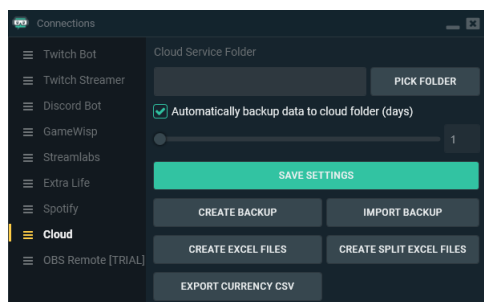 Connections
Twitch Bot
Twitch Streamer
Discord Bot
GameWisp
Streamlabs
Extra Life
Spotify
Cloud
OBS Remote [TRIAL]
Cloud Service Folder
PICK FOLDER
Automatically backup data to cloud folder (days)
1
SAVE SETTINGS
CREATE BACKUP
IMPORT BACKUP
CREATE EXCEL FILES
CREATE SPLIT EXCEL FILES
EXPORT CURRENCY CSV